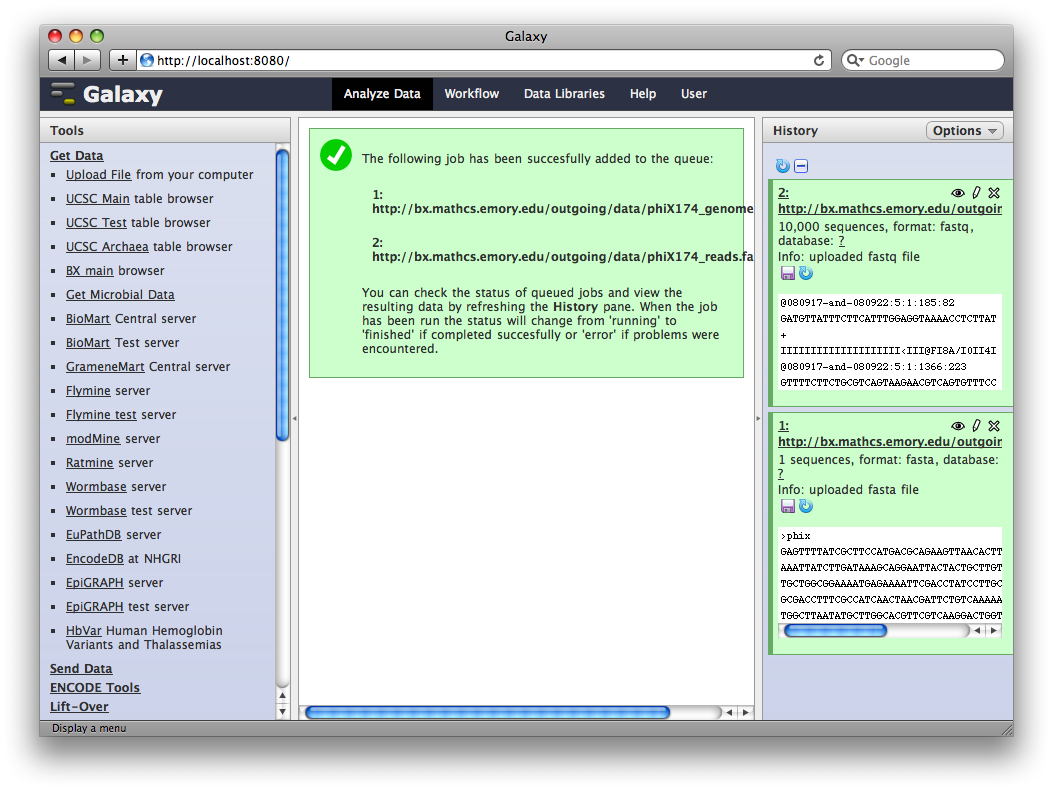 Galaxy
http://localhost:8080/
Google
Galaxy
Analyze Data Workflow Data Libraries Help User
Tools
Get Data
Upload File from your computer
UCSC Main table browser
UCSC Test table browser
UCSC Archaea table browser
BX main browser
Get Microbial Data
BioMart Central server
BioMart Test server
GrameneMart Central server
Flymine server
Flymine test server
modMine server
Ratmine server
Wormbase server
Wormbase test server
EuPathDB server
EncodeDB at NHGRI
EpiGRAPH server
EpiGRAPH test server
HbVar Human Hemoglobin
Variants and Thalassemias
Send Data
ENCODE Tools
Lift-Over
The following job has been succesfully added to the queue:
1:
http://bx.mathcs.emory.edu/outgoing/data/phiX174_genome
2:
http://bx.mathcs.emory.edu/outgoing/data/phiX174_reads.fa
You can check the status of queued jobs and view the
resulting data by refreshing the History pane. When the job
has been run the status will change from 'running' to
'finished' if completed succesfully or 'error' if problems were
encountered.
History
Options
2:
http://bx.mathcs.emory.edu/outgoin
10,000 sequences, format: fastq,
database: ?
Info: uploaded fastq file
@080917-and-080922:5:1:185:82
GATGTTATTTCTTCATTTGGAGGTAAAACCTCTTAT
+
IIIIIIIIIIIIIIIIIIIII<III@FI8A/I0II4I
@080917-and-080922:5:1:1366:223
GTTTTCTTCTGCGTCAGTAAGAACGTCAGTGTTTCC
1:
http://bx.mathcs.emory.edu/outgoin
1 sequences, format: fasta, database:
?
Info: uploaded fasta file
>phix
GAGTTTTATCGCTTCCATGACGCAGAAGTTAACACTT
AAATTATCTTGATAAAGCAGGAATTACTACTGCTTGT
TGCTGGCGGAAAATGAGAAAATTCGACCTATCCTTGC
GCGACCTTTCGCCATCAACTAACGATTCTGTCAAAAA
TGGCTTAATATGCTTGGCACGTTCGTCAAGGACTGGT
Display a menu